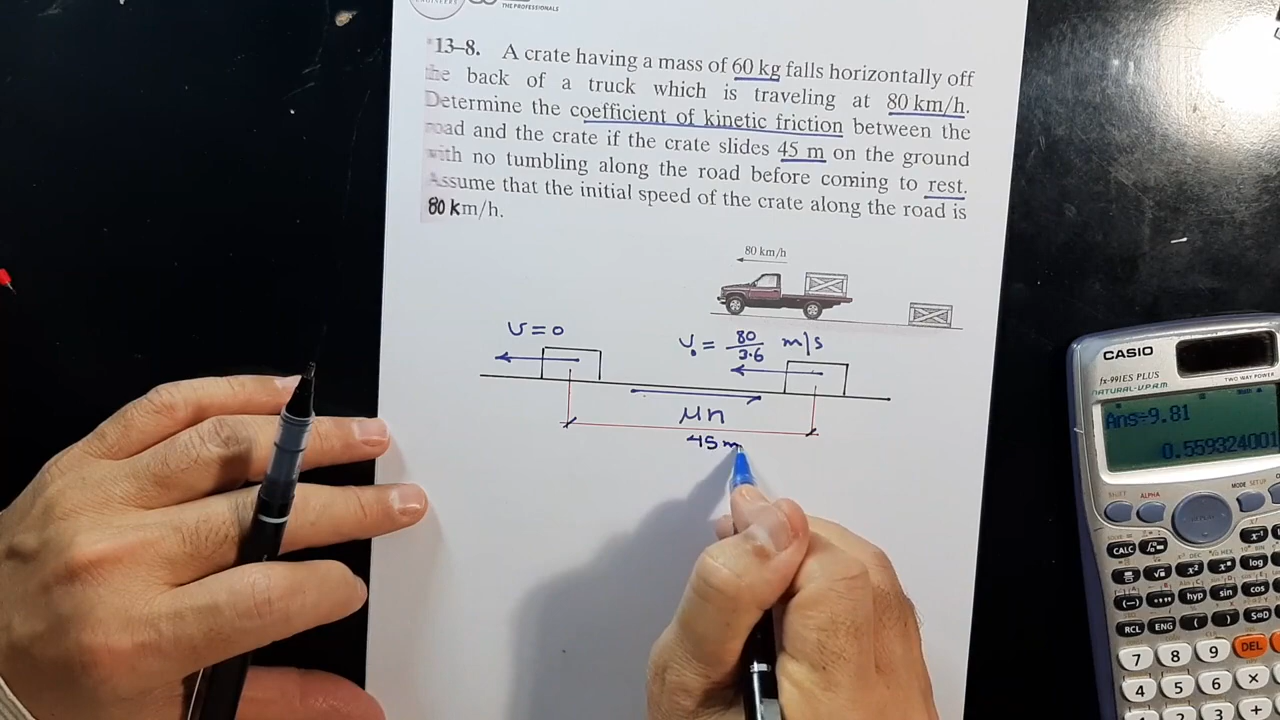 THE PROFESSIONALS
*13–8. A crate having a mass of 60 kg falls horizontally off
the back of a truck which is traveling at 80 km/h.
Determine the coefficient of kinetic friction between the
road and the crate if the crate slides 45 m on the ground
with no tumbling along the road before coming to rest.
Assume that the initial speed of the crate along the road is
80 km/h.
80 km/h
v = 0
v₀ = 80/3.6 m/s
μn
45 m
CASIO
fx-991ES PLUS
NATURAL-V.P.A.M.
TWO WAY POWER
Ans÷9.81
0.559324001
SHIFT ALPHA MODE SETUP
REPLAY
CALC
x⁻¹
√ x² log
(−) hyp sin cos
RCL ENG ( ) S⇔D
7 8 9 DEL
4 5 6 ×
1 2 3 +